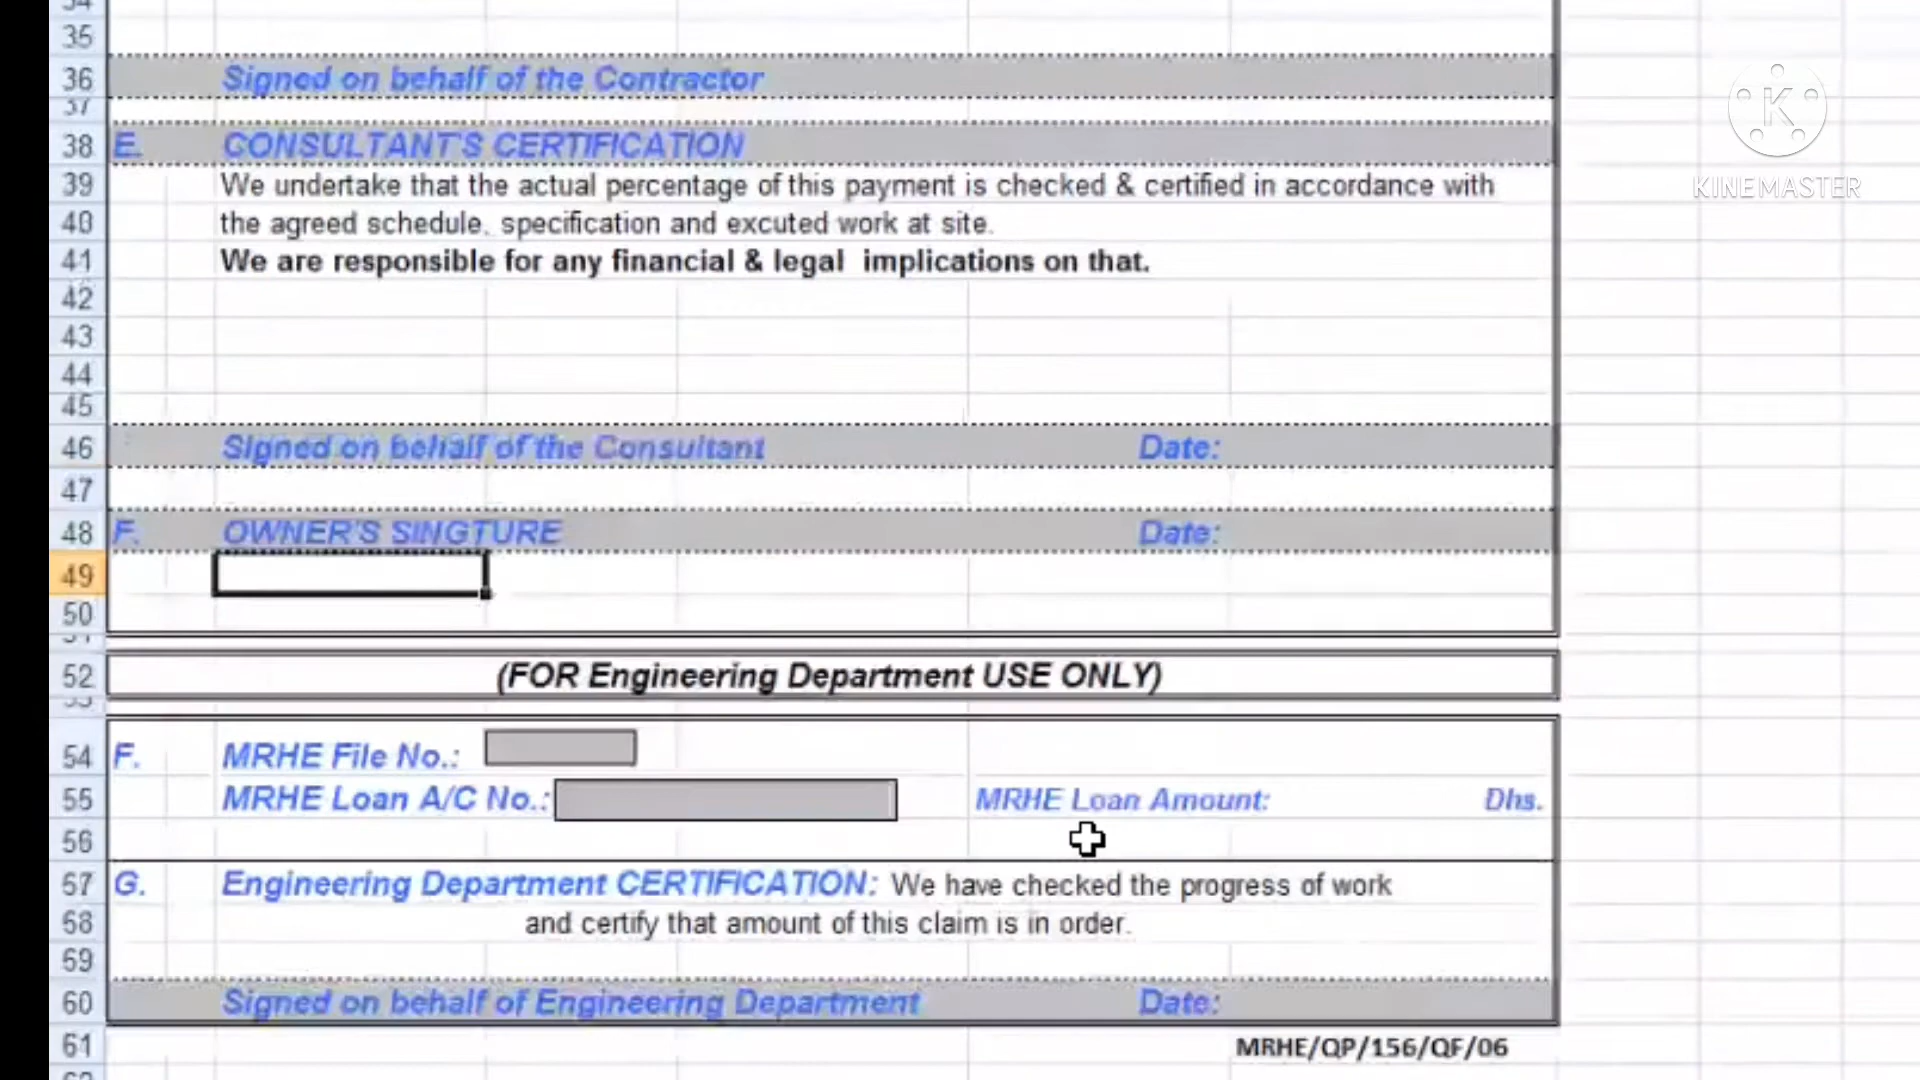 35
36 Signed on behalf of the Contractor
37
38 E. CONSULTANT'S CERTIFICATION
39 We undertake that the actual percentage of this payment is checked & certified in accordance with
40 the agreed schedule, specification and excuted work at site.
41 We are responsible for any financial & legal implications on that.
42
43
44
45
46 Signed on behalf of the Consultant Date:
47
48 F. OWNER'S SINGTURE Date:
49
50
52 (FOR Engineering Department USE ONLY)
54 F. MRHE File No.:
55 MRHE Loan A/C No.: MRHE Loan Amount: Dhs.
56
57 G. Engineering Department CERTIFICATION: We have checked the progress of work
58 and certify that amount of this claim is in order.
59
60 Signed on behalf of Engineering Department Date:
61 MRHE/QP/156/QF/06
K
KINEMASTER